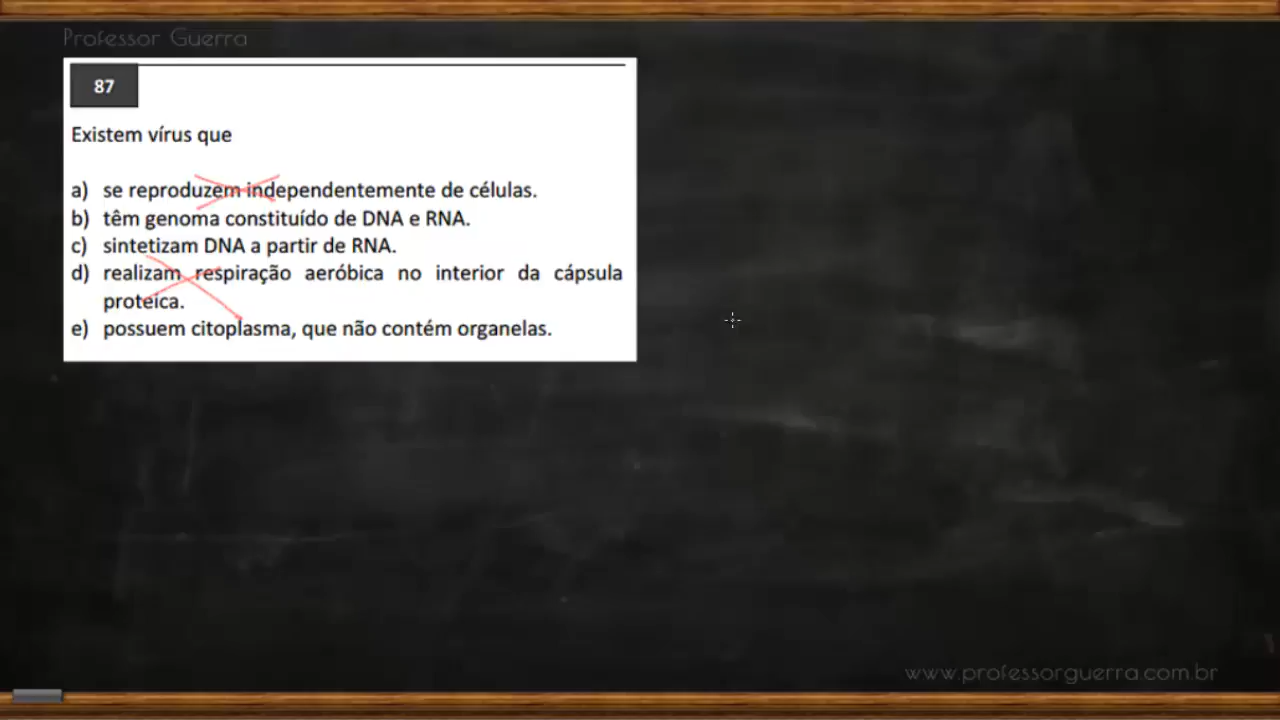 Professor Guerra
87
Existem vírus que
a) se reproduzem independentemente de células.
b) têm genoma constituído de DNA e RNA.
c) sintetizam DNA a partir de RNA.
d) realizam respiração aeróbica no interior da cápsula
proteica.
e) possuem citoplasma, que não contém organelas.
www.professorguerra.com.br